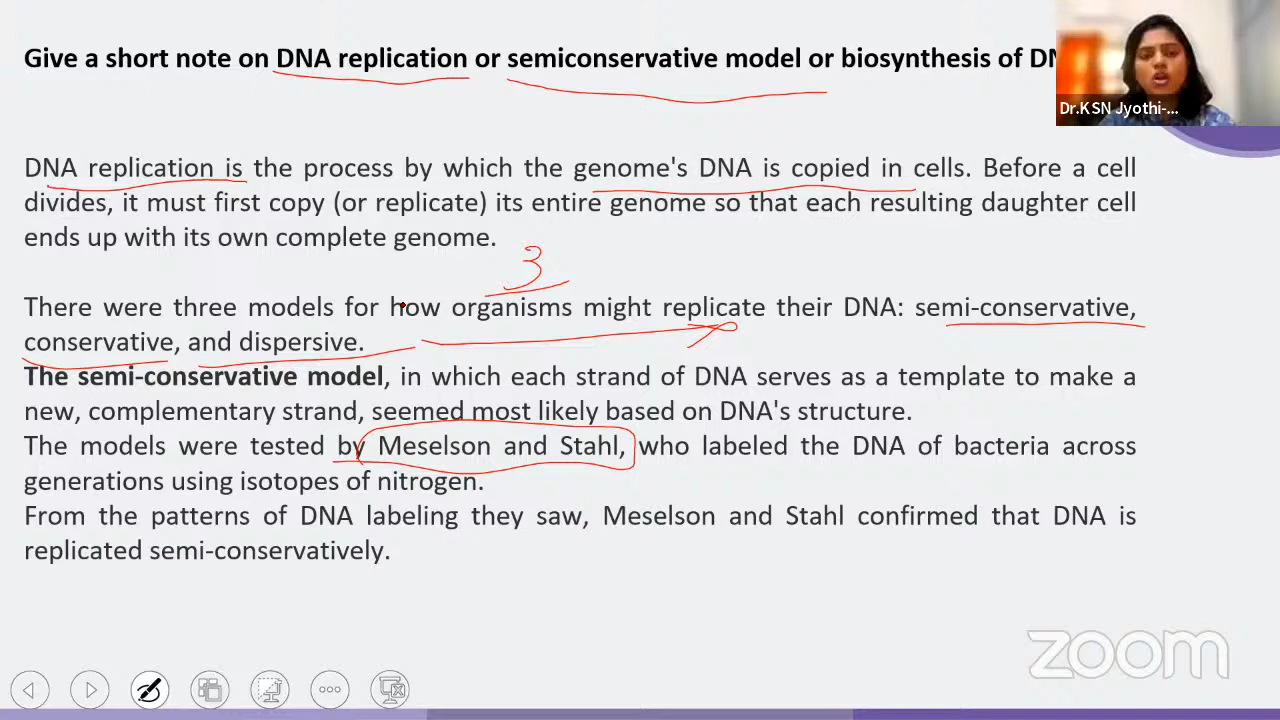 Give a short note on DNA replication or semiconservative model or biosynthesis of
Dr.KSN Jyothi-...
DNA replication is the process by which the genome's DNA is copied in cells. Before a cell
divides, it must first copy (or replicate) its entire genome so that each resulting daughter cell
ends up with its own complete genome.
3
There were three models for how organisms might replicate their DNA: semi-conservative,
conservative, and dispersive.
The semi-conservative model, in which each strand of DNA serves as a template to make a
new, complementary strand, seemed most likely based on DNA's structure.
The models were tested by Meselson and Stahl, who labeled the DNA of bacteria across
generations using isotopes of nitrogen.
From the patterns of DNA labeling they saw, Meselson and Stahl confirmed that DNA is
replicated semi-conservatively.
zoom